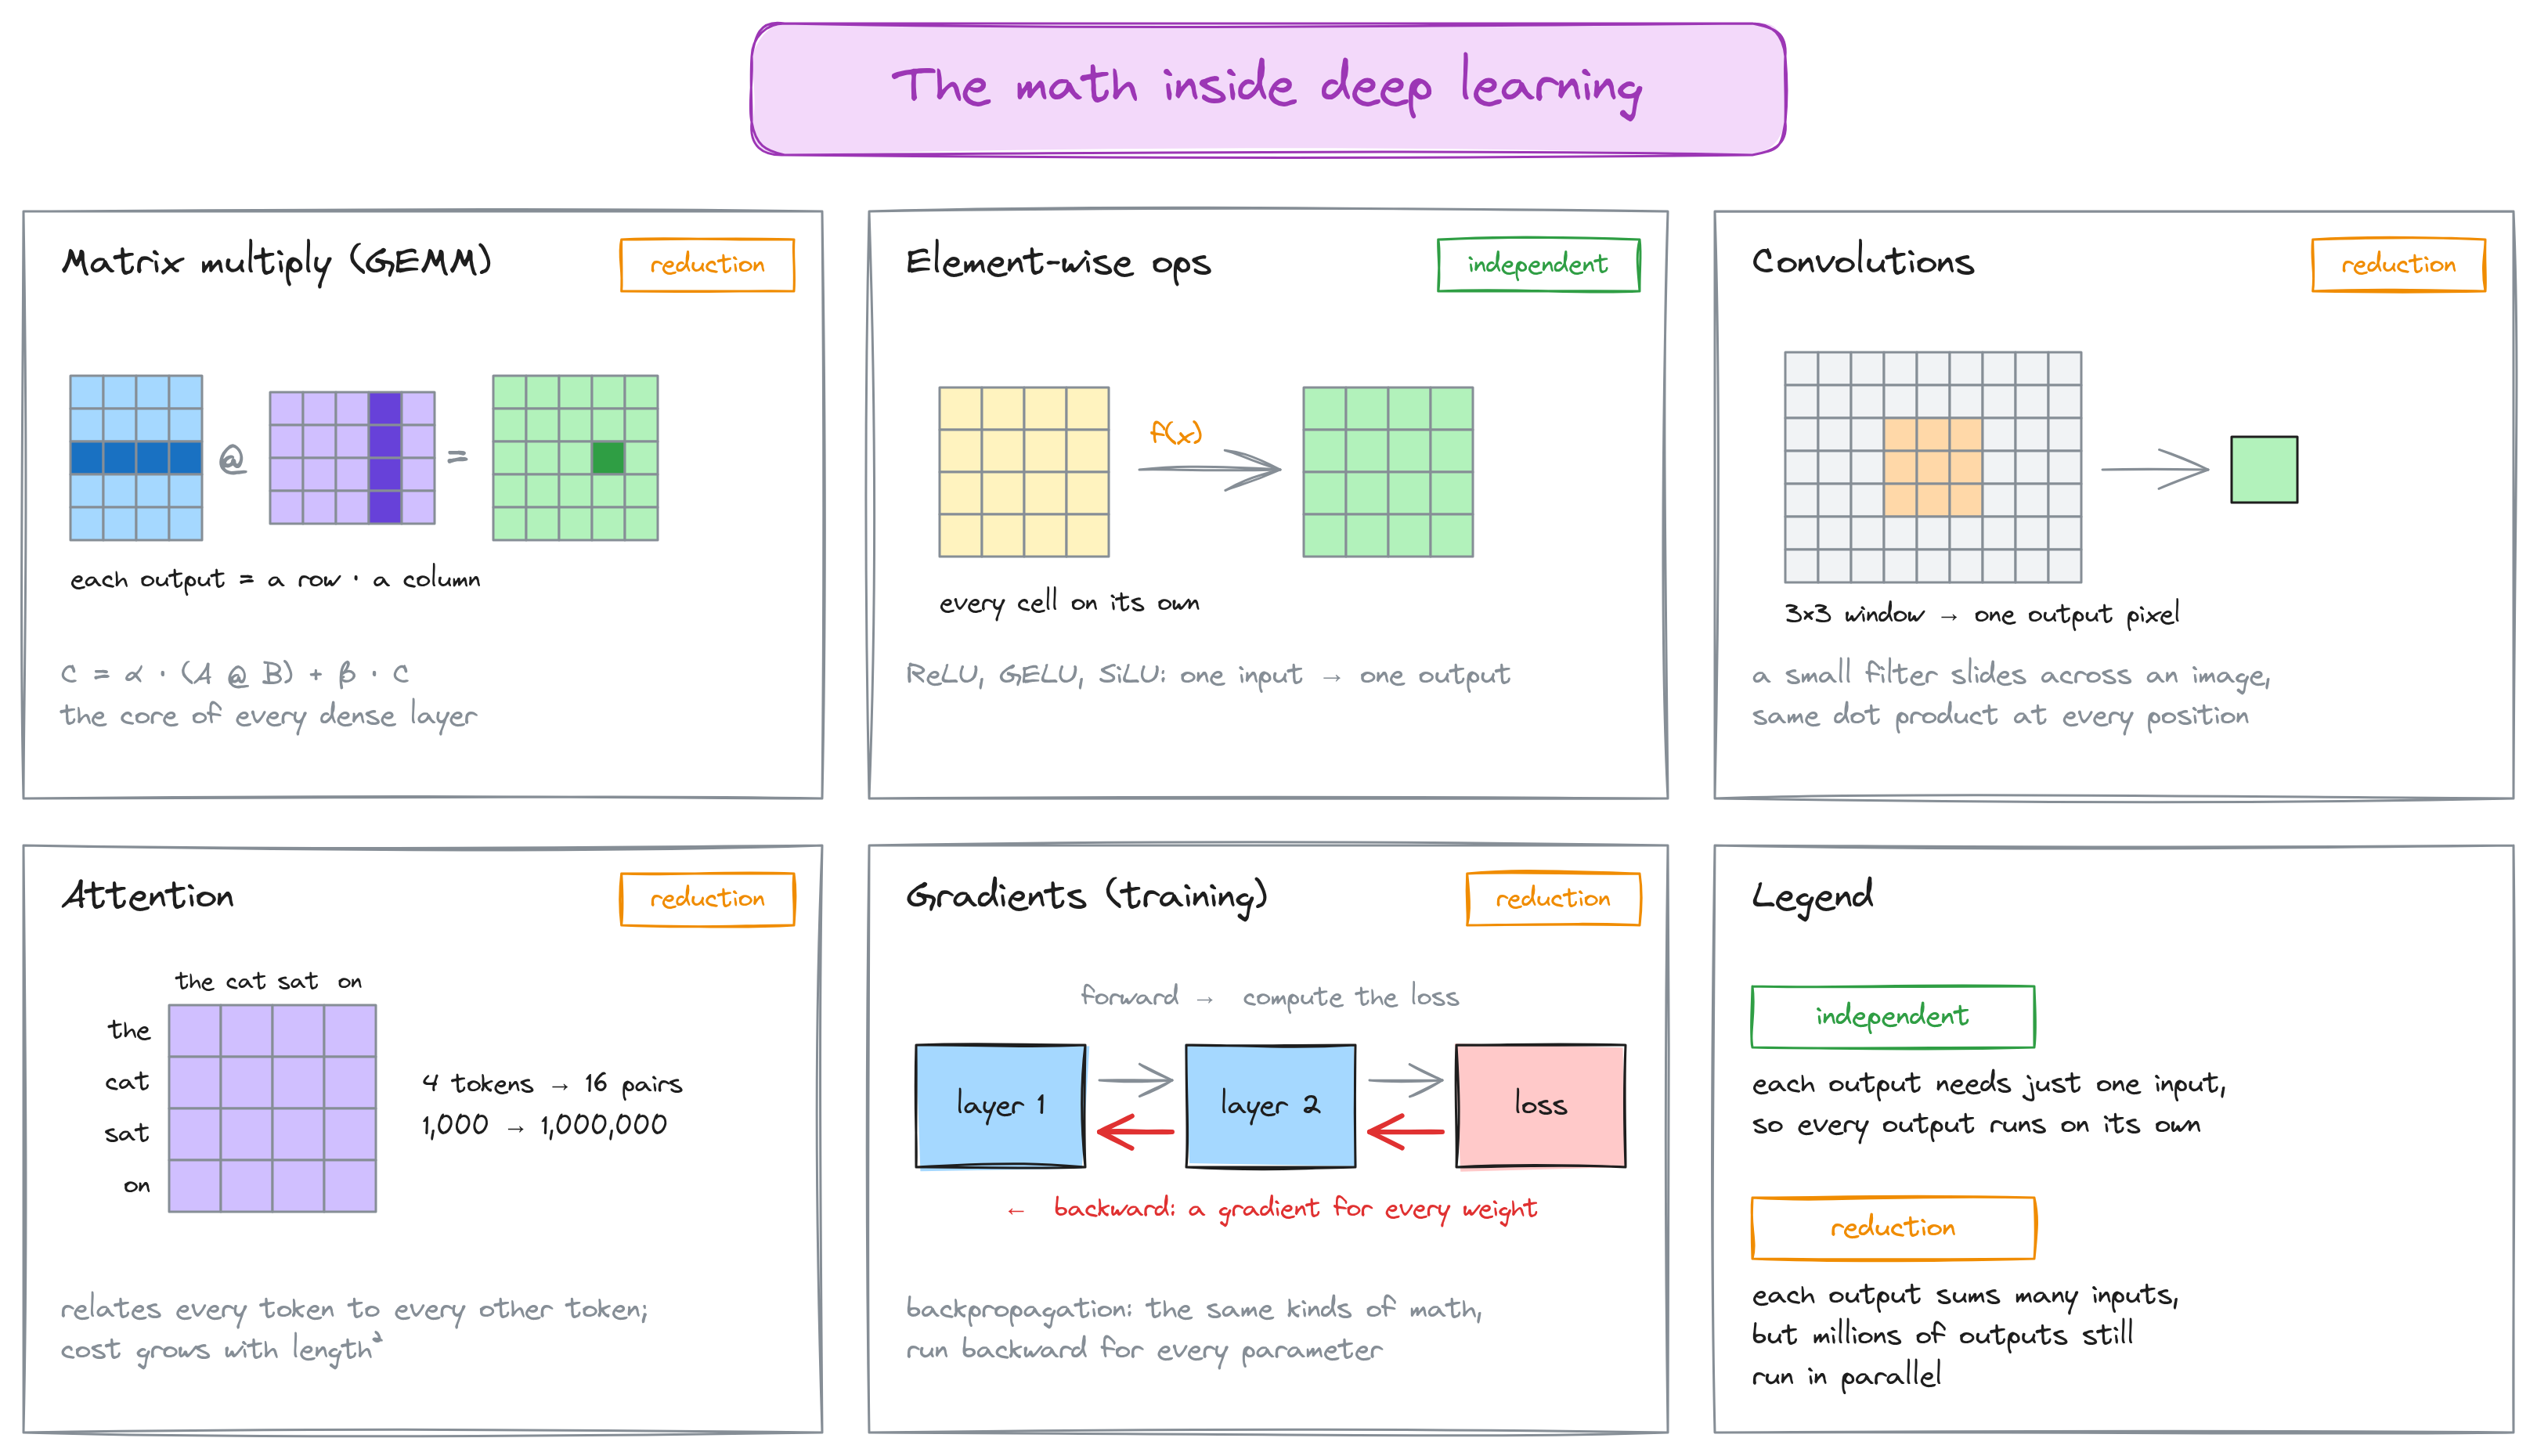 The math inside deep learning
Matrix multiply (GEMM)
reduction
@
=
each output = a row · a column
C = α · (A @ B) + β · C
the core of every dense layer
Element-wise ops
independent
f(x)
every cell on its own
ReLU, GELU, SiLU: one input → one output
Convolutions
reduction
3×3 window → one output pixel
a small filter slides across an image,
same dot product at every position
Attention
reduction
the cat sat on
the
cat
sat
on
4 tokens → 16 pairs
1,000 → 1,000,000
relates every token to every other token;
cost grows with length²
Gradients (training)
reduction
forward → compute the loss
layer 1
layer 2
loss
← backward: a gradient for every weight
backpropagation: the same kinds of math,
run backward for every parameter
Legend
independent
each output needs just one input,
so every output runs on its own
reduction
each output sums many inputs,
but millions of outputs still
run in parallel